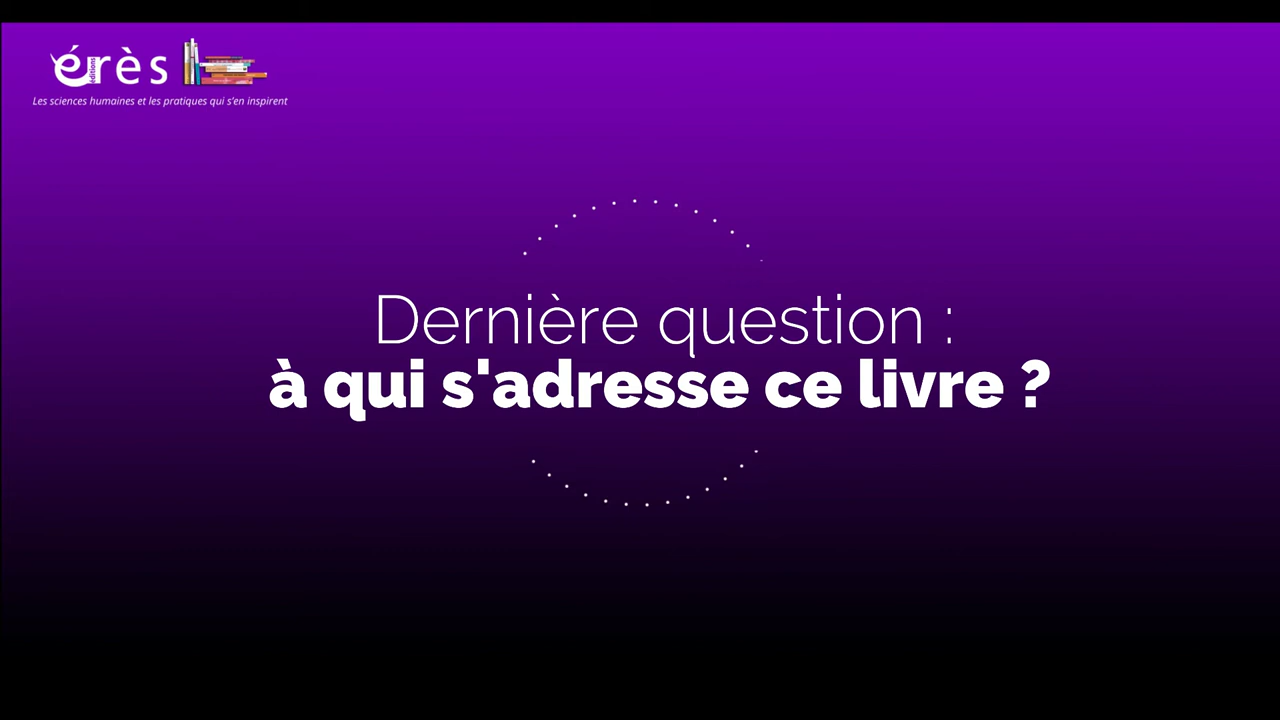 érès
éditions
Les sciences humaines et les pratiques qui s'en inspirent
Dernière question :
à qui s'adresse ce livre ?